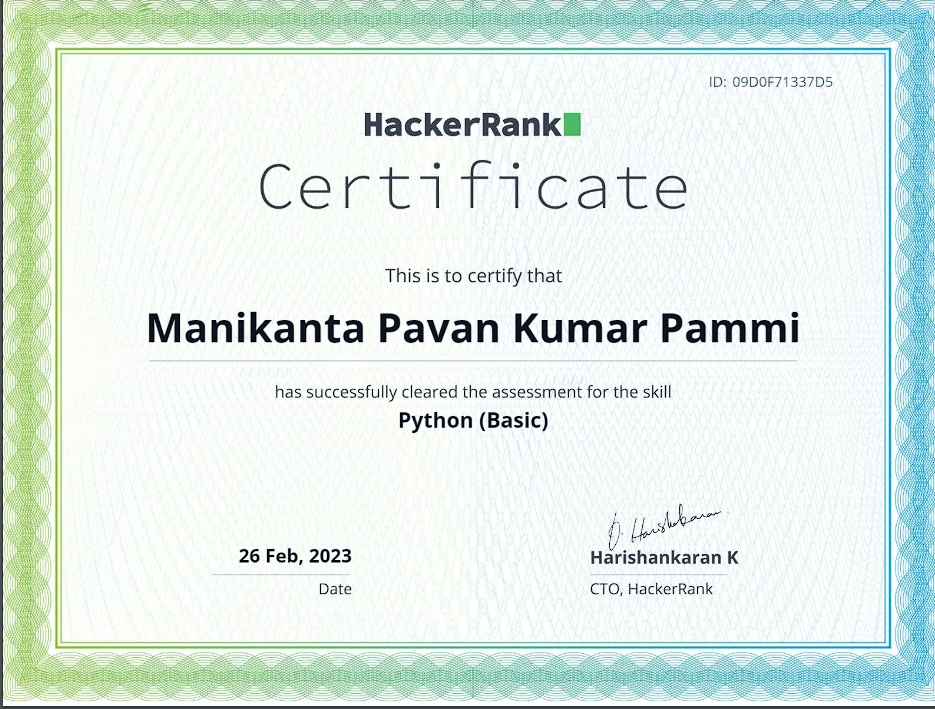 ID: 09D0F71337D5
HackerRank
Certificate
This is to certify that
Manikanta Pavan Kumar Pammi
has successfully cleared the assessment for the skill
Python (Basic)
26 Feb, 2023
Date
Harishankaran K
CTO, HackerRank